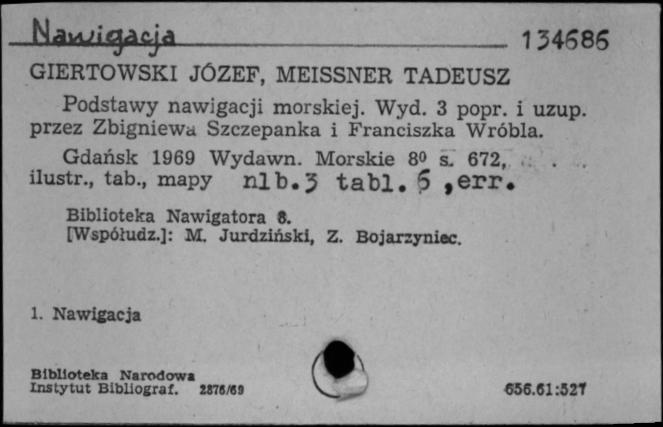 Nawigacja
134686
GIERTOWSKI JÓZEF, MEISSNER TADEUSZ
Podstawy nawigacji morskiej. Wyd. 3 popr. i uzup.
przez Zbigniewa Szczepanka i Franciszka Wróbla.
Gdańsk 1969 Wydawn. Morskie 8⁰ s. 672,
ilustr., tab., mapy nlb.3 tabl. 6 ,err.
Biblioteka Nawigatora 8.
[Współudz.]: M. Jurdziński, Z. Bojarzyniec.
1. Nawigacja
Biblioteka Narodowa
Instytut Bibliograf. 2876/69
656.61:527